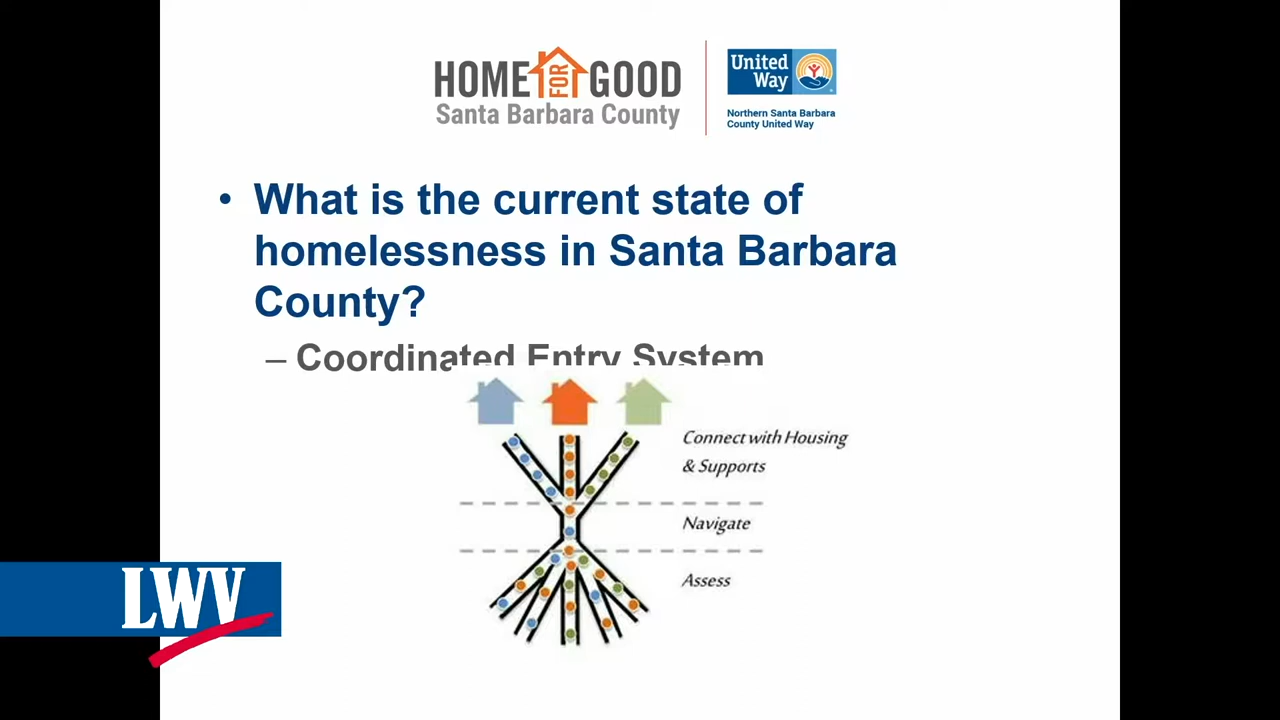 HOME FOR GOOD
Santa Barbara County
United
Way
Northern Santa Barbara
County United Way
• What is the current state of
homelessness in Santa Barbara
County?
– Coordinated Entry System
Connect with Housing
& Supports
Navigate
Assess
LWV